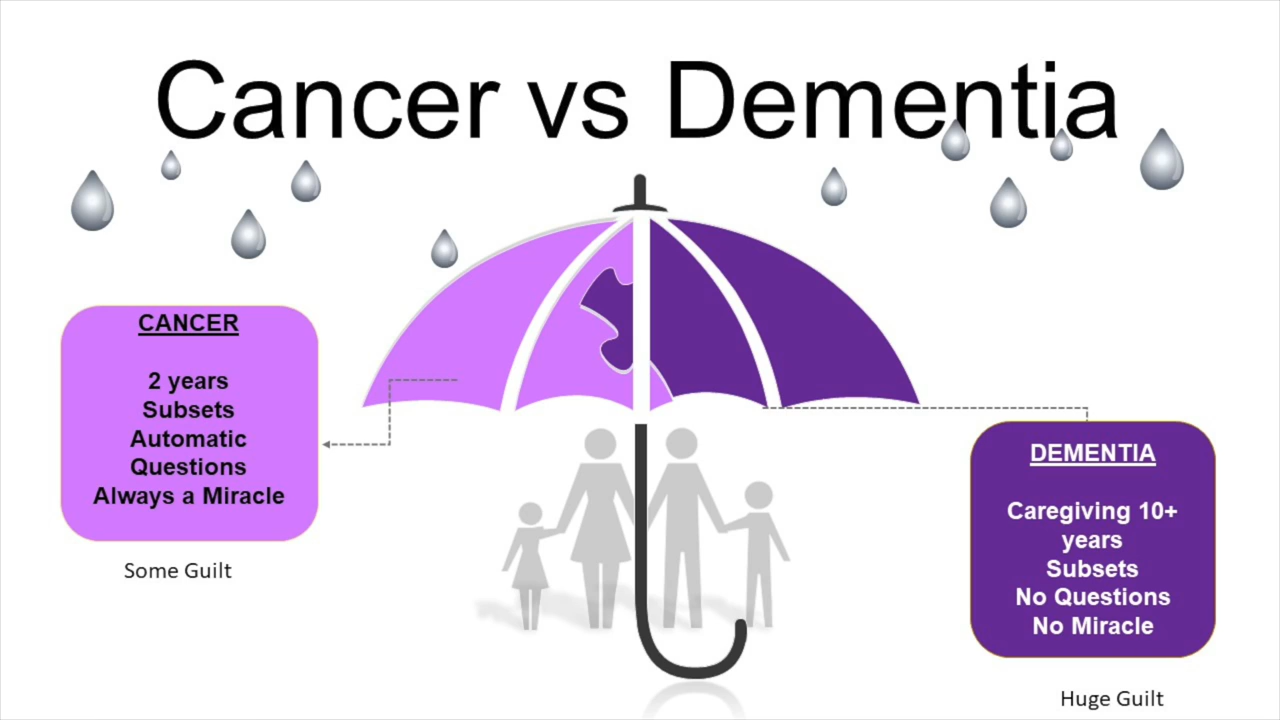 Cancer vs Dementia
CANCER
2 years
Subsets
Automatic
Questions
Always a Miracle
Some Guilt
DEMENTIA
Caregiving 10+
years
Subsets
No Questions
No Miracle
Huge Guilt